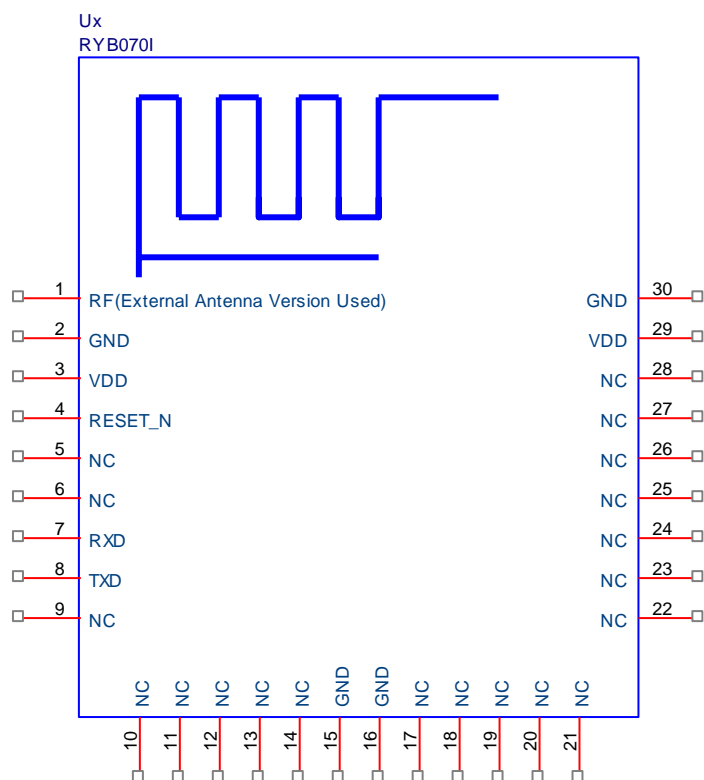 Ux
RYB070I
1 RF(External Antenna Version Used)
GND 30
2 GND
VDD 29
3 VDD
NC 28
4 RESET_N
NC 27
5 NC
NC 26
6 NC
NC 25
7 RXD
NC 24
8 TXD
NC 23
9 NC
NC 22
NC 10
NC 11
NC 12
NC 13
NC 14
GND 15
GND 16
NC 17
NC 18
NC 19
NC 20
NC 21